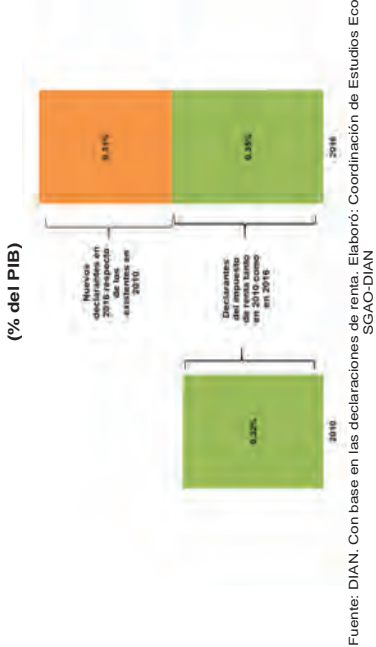 (% del PIB)
0,31%
Nuevos
declarantes en
2016 respecto
de los
existentes en
2010
0,35%
Declarantes
del impuesto
de renta tanto
en 2010 como
en 2016
0,32%
2010
2016
Fuente: DIAN. Con base en las declaraciones de renta. Elaboró: Coordinación de Estudios Eco
SGAO-DIAN